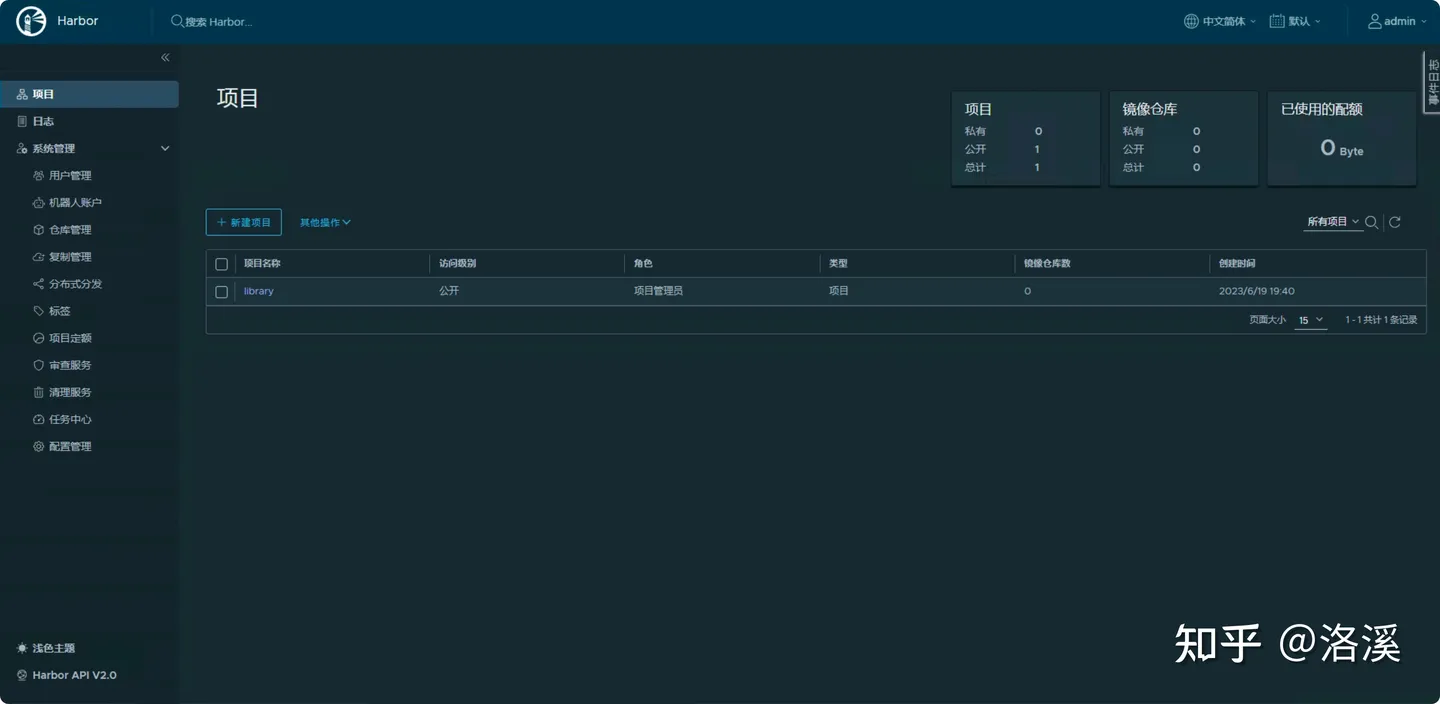 Harbor
搜索 Harbor...
中文简体
默认
admin
项目
日志
系统管理
用户管理
机器人账户
仓库管理
复制管理
分布式分发
标签
项目定额
审查服务
清理服务
任务中心
配置管理
浅色主题
Harbor API V2.0
项目
项目
私有 0
公开 1
总计 1
镜像仓库
私有 0
公开 0
总计 0
已使用的配额
0 Byte
事件日志
+ 新建项目
其他操作
所有项目
项目名称 访问级别 角色 类型 镜像仓库数 创建时间
library 公开 项目管理员 项目 0 2023/6/19 19:40
页面大小 15 1 - 1 共计 1 条记录
知乎 @洛溪